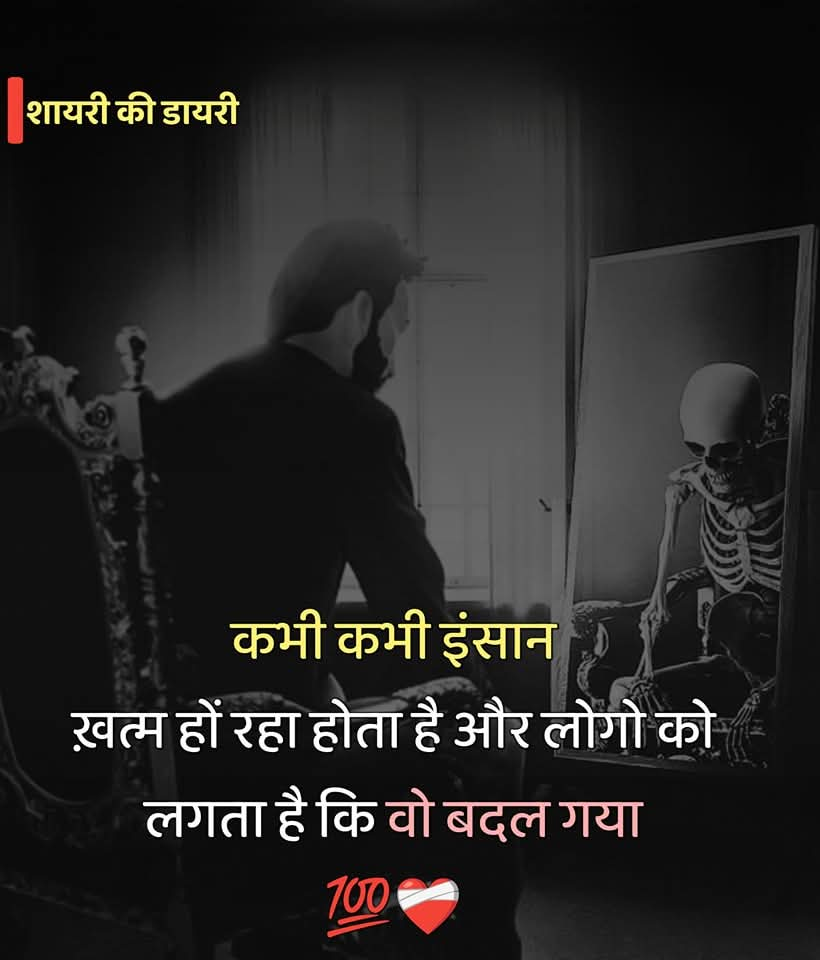 शायरी की डायरी
कभी कभी इंसान
ख़त्म हों रहा होता है और लोगो को
लगता है कि वो बदल गया
💯❤️‍🩹